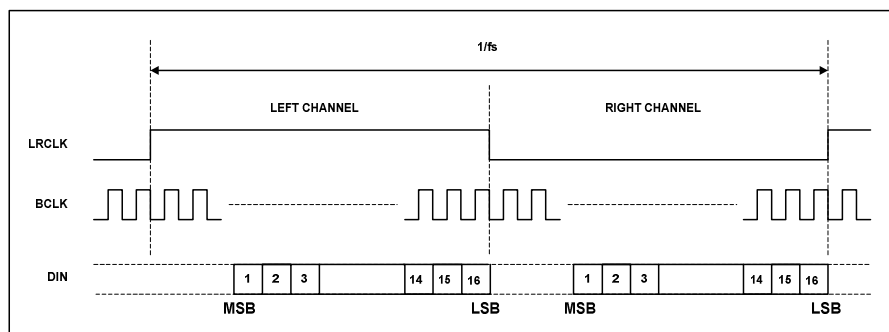 1/fs
LEFT CHANNEL RIGHT CHANNEL
LRCLK
BCLK
DIN 1 2 3 14 15 16 1 2 3 14 15 16
MSB LSB MSB LSB